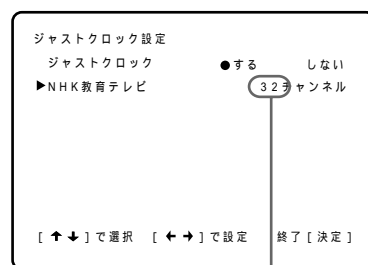 ジャストクロック設定
ジャストクロック ●する しない
▶NHK教育テレビ 32チャンネル
[↑↓]で選択 [←→]で設定 終了[決定]